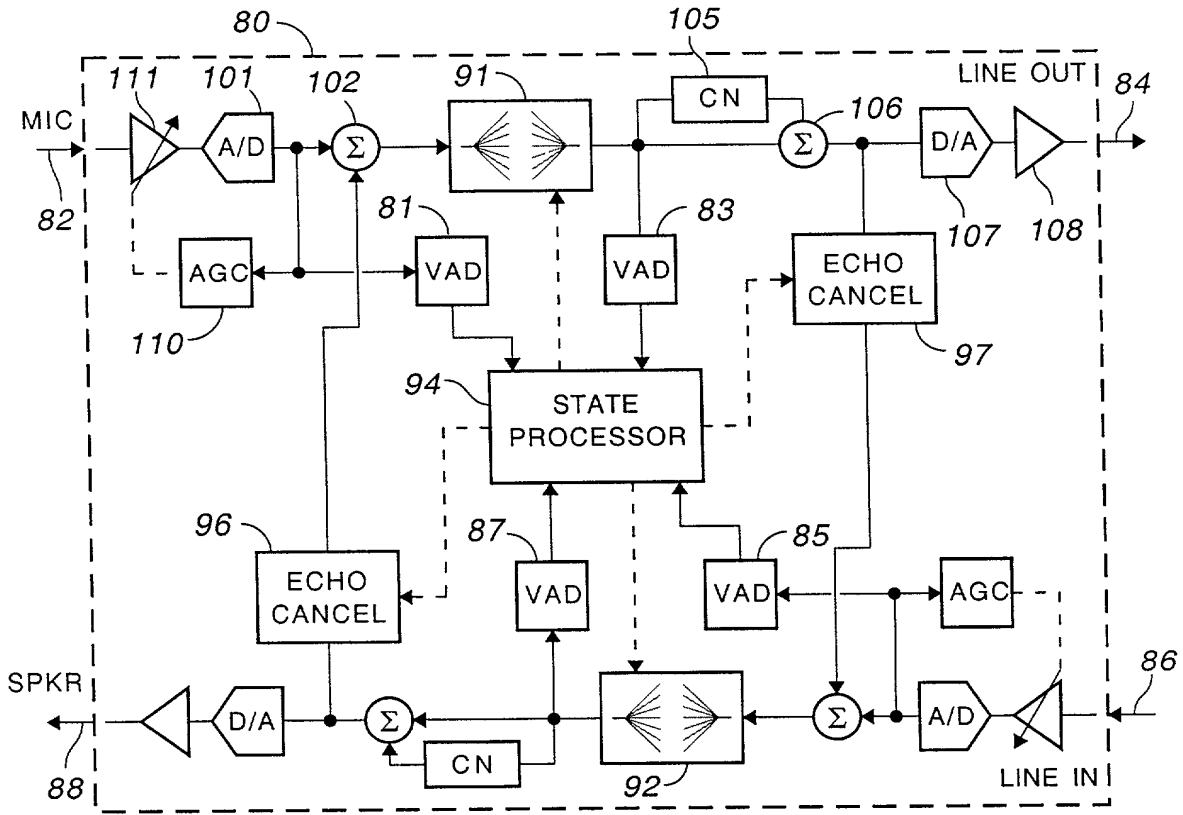 80
105
111
101
102
91
LINE OUT
84
MIC
CN
106
A/D
Σ
Σ
D/A
82
81
83
107
108
AGC
VAD
VAD
ECHO
CANCEL
110
97
94
STATE
PROCESSOR
96
87
85
ECHO
CANCEL
VAD
VAD
AGC
SPKR
86
D/A
Σ
Σ
A/D
CN
88
92
LINE IN